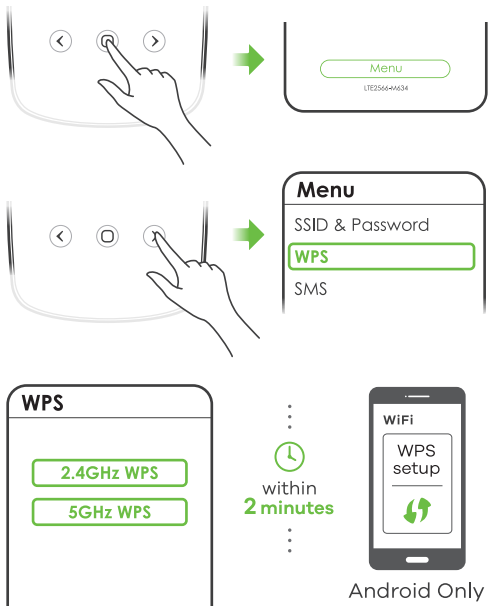 Menu
LTE2566-M634
Menu
SSID & Password
WPS
SMS
WPS
2.4GHz WPS
5GHz WPS
within
2 minutes
WiFi
WPS
setup
Android Only